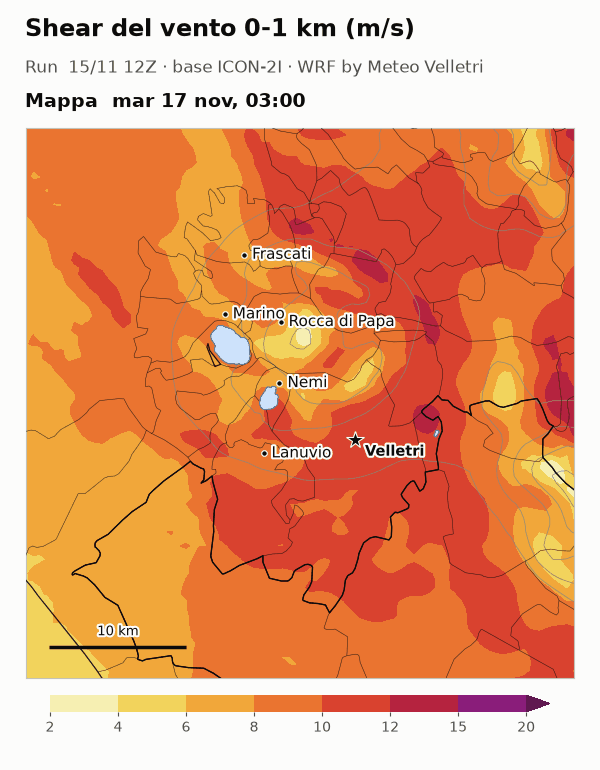 Shear del vento 0-1 km (m/s)
Run  15/11 12Z · base ICON-2I · WRF by Meteo Velletri
Mappa  mar 17 nov, 03:00
Frascati
Marino
Rocca di Papa
Nemi
Velletri
Lanuvio
10 km
2 4 6 8 10 12 15 20